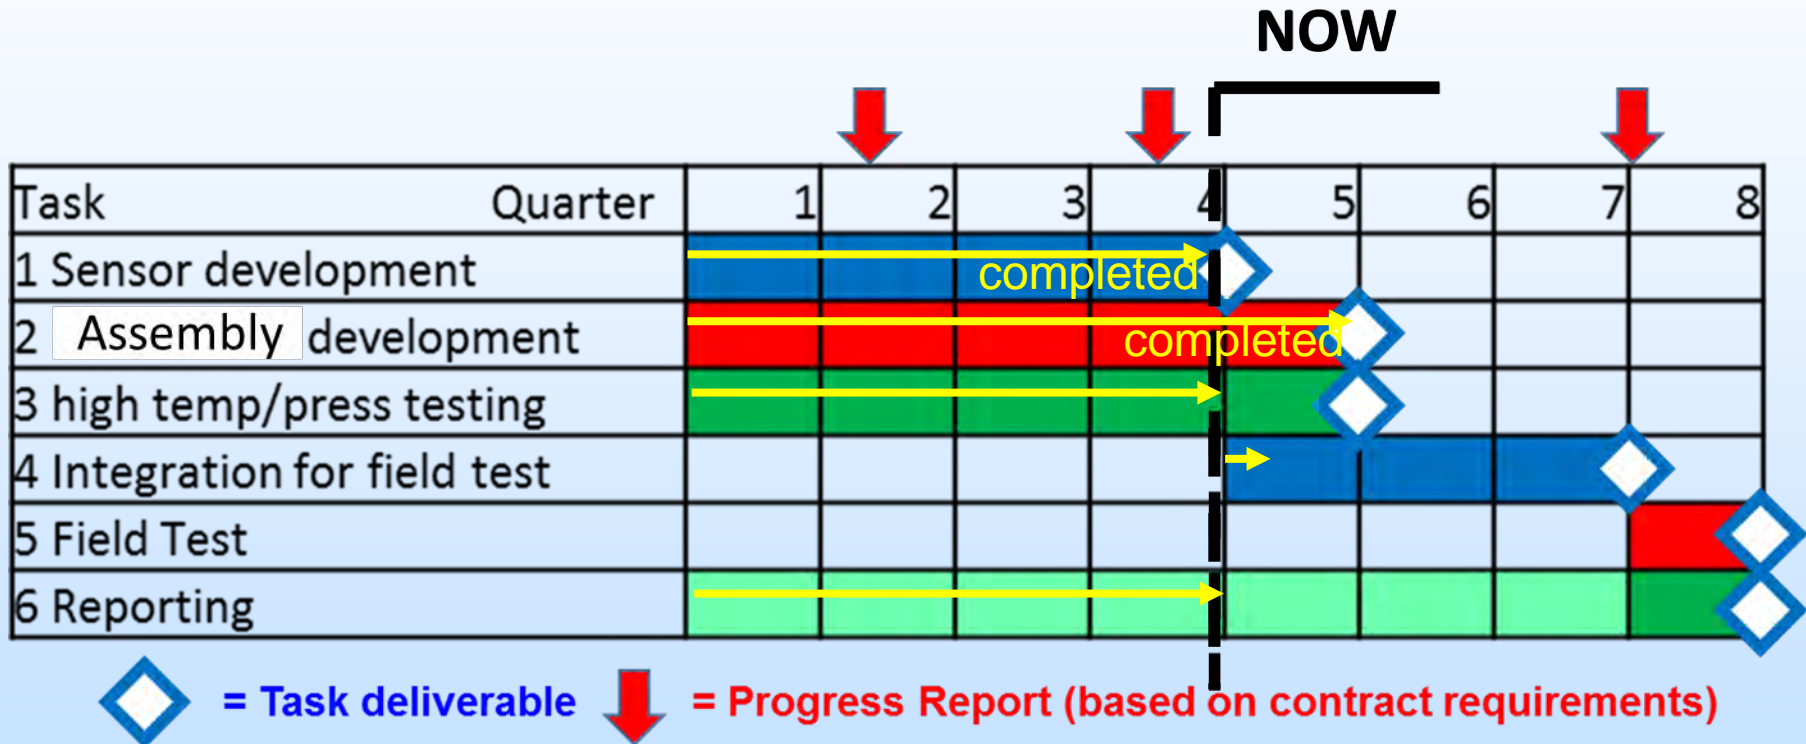 NOW
Task Quarter 1 2 3 4 5 6 7 8
1 Sensor development
completed
2 Assembly development
completed
3 high temp/press testing
4 Integration for field test
5 Field Test
6 Reporting
= Task deliverable = Progress Report (based on contract requirements)